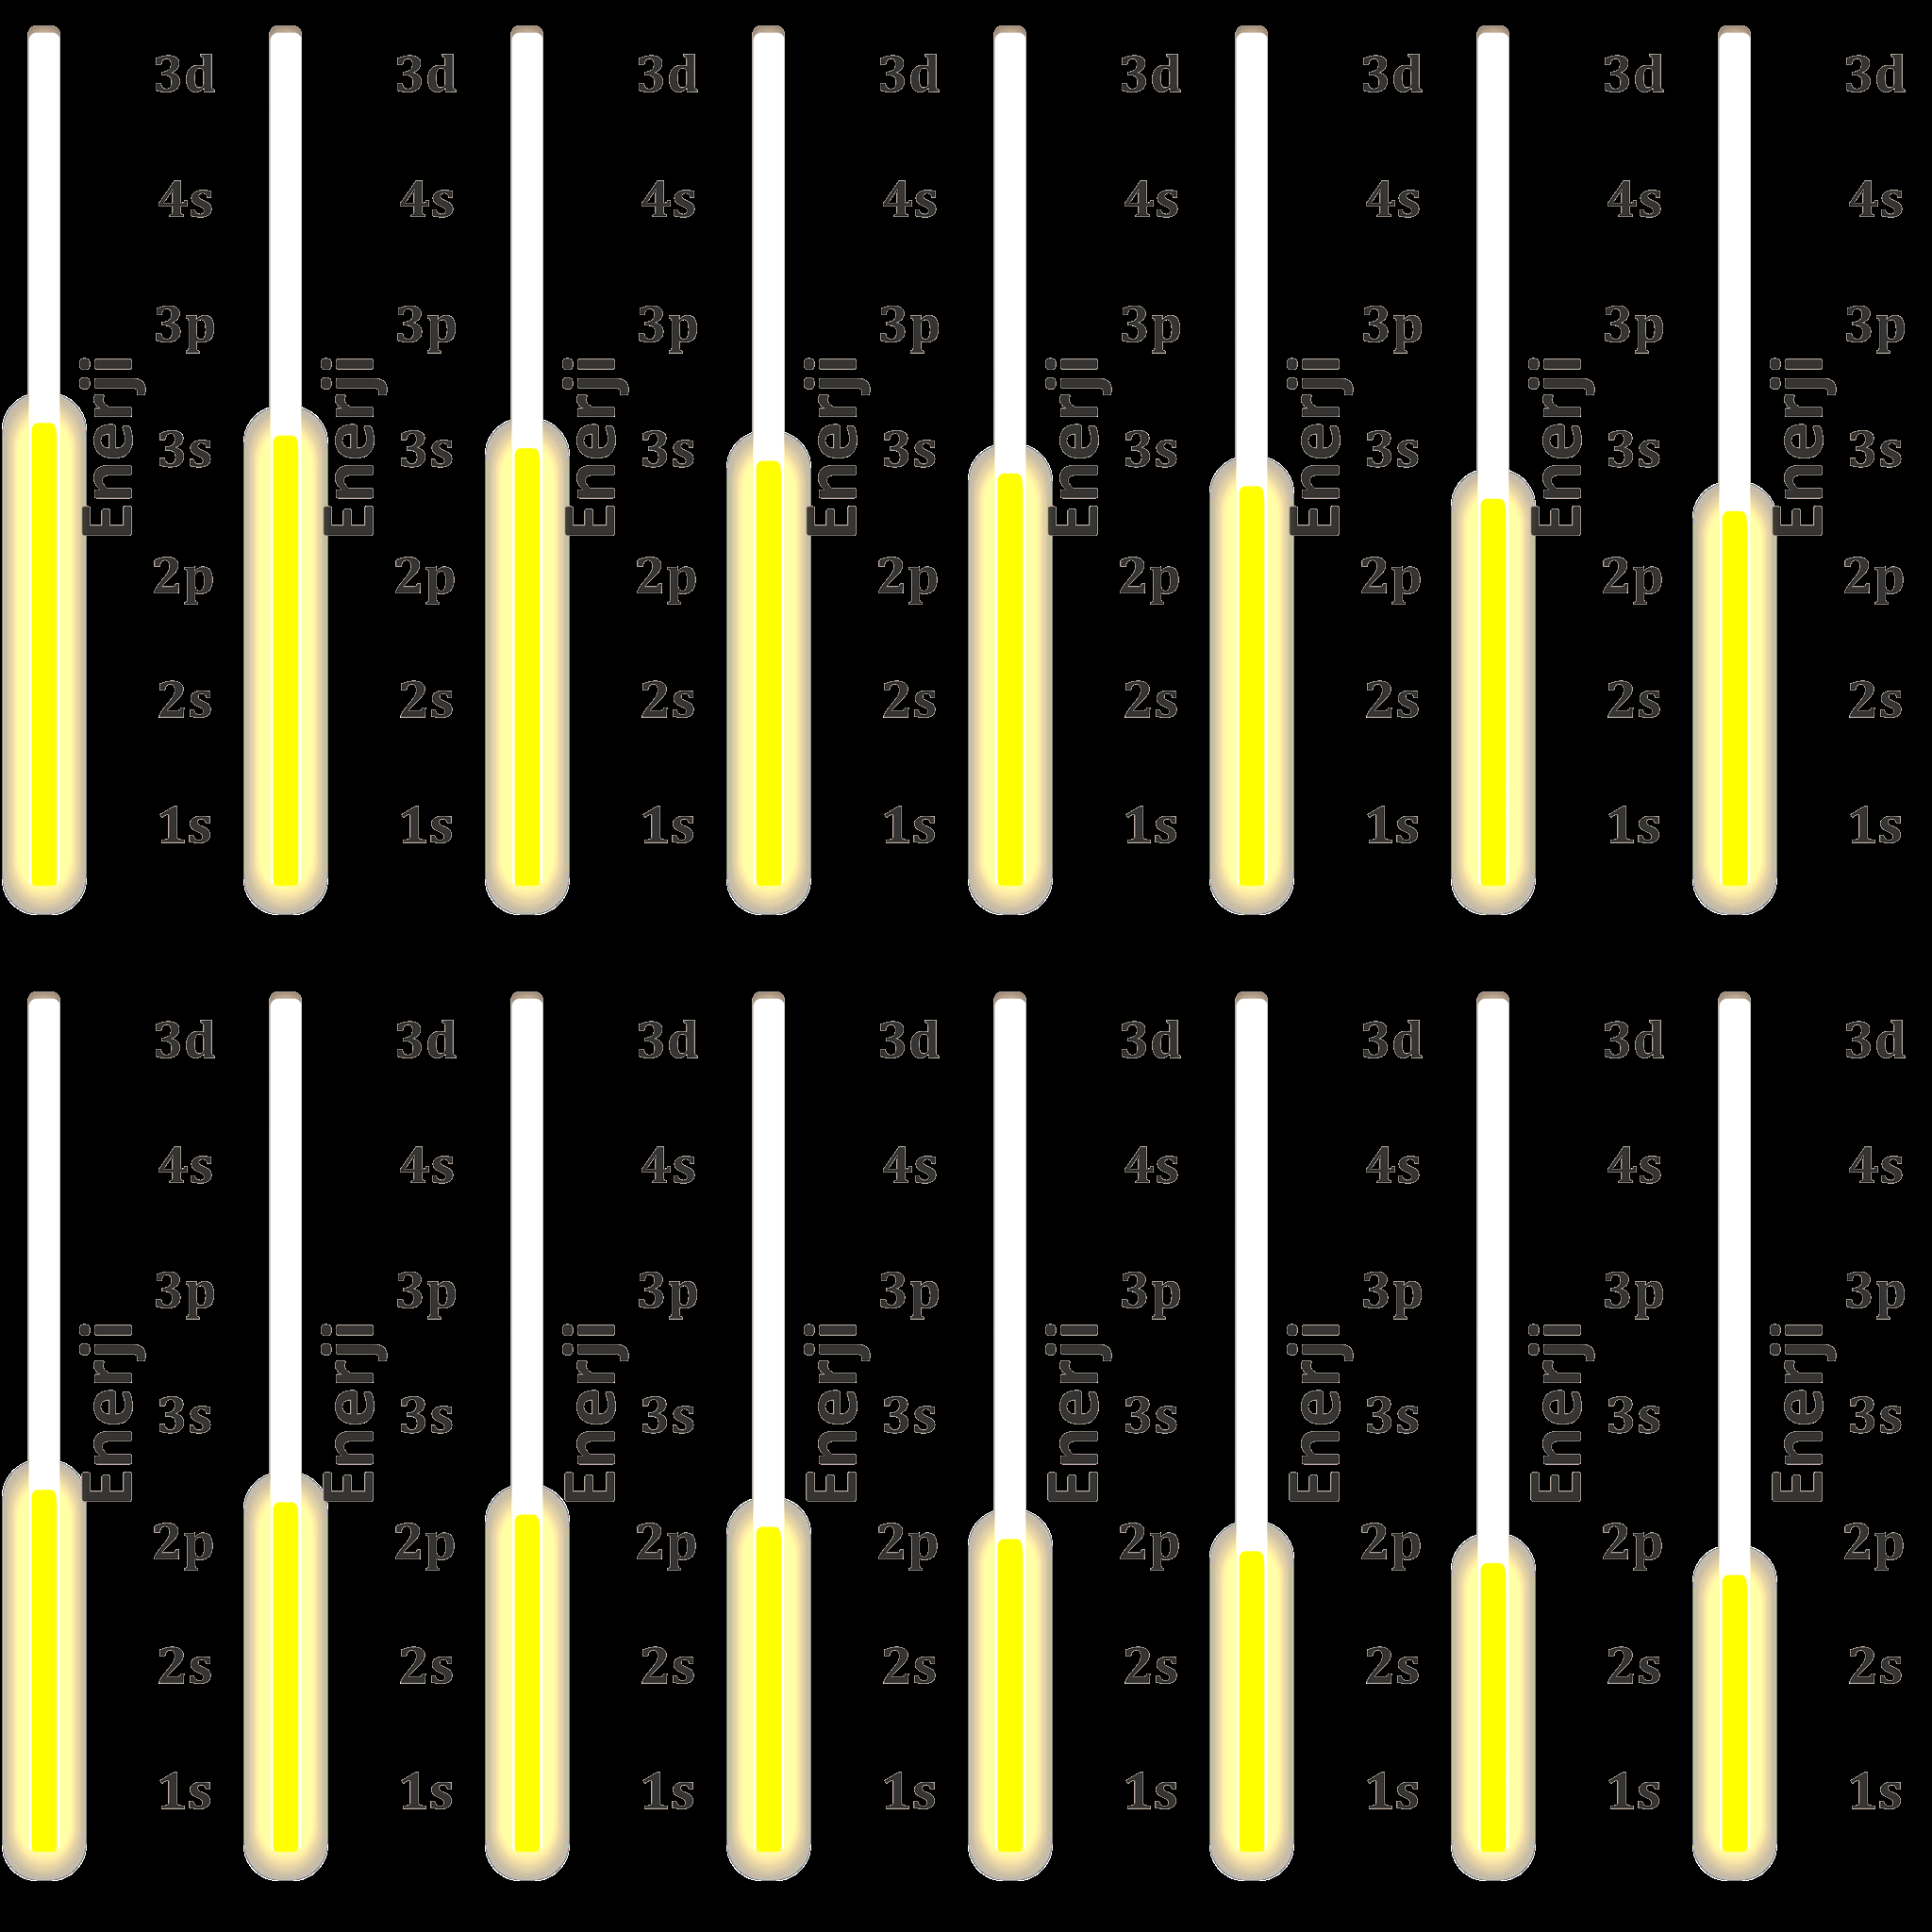 3d 3d 3d 3d 3d 3d 3d 3d
4s 4s 4s 4s 4s 4s 4s 4s
3p 3p 3p 3p 3p 3p 3p 3p
Enerji Enerji Enerji Enerji Enerji Enerji Enerji Enerji
3s 3s 3s 3s 3s 3s 3s 3s
2p 2p 2p 2p 2p 2p 2p 2p
2s 2s 2s 2s 2s 2s 2s 2s
1s 1s 1s 1s 1s 1s 1s 1s
3d 3d 3d 3d 3d 3d 3d 3d
4s 4s 4s 4s 4s 4s 4s 4s
3p 3p 3p 3p 3p 3p 3p 3p
Enerji Enerji Enerji Enerji Enerji Enerji Enerji Enerji
3s 3s 3s 3s 3s 3s 3s 3s
2p 2p 2p 2p 2p 2p 2p 2p
2s 2s 2s 2s 2s 2s 2s 2s
1s 1s 1s 1s 1s 1s 1s 1s